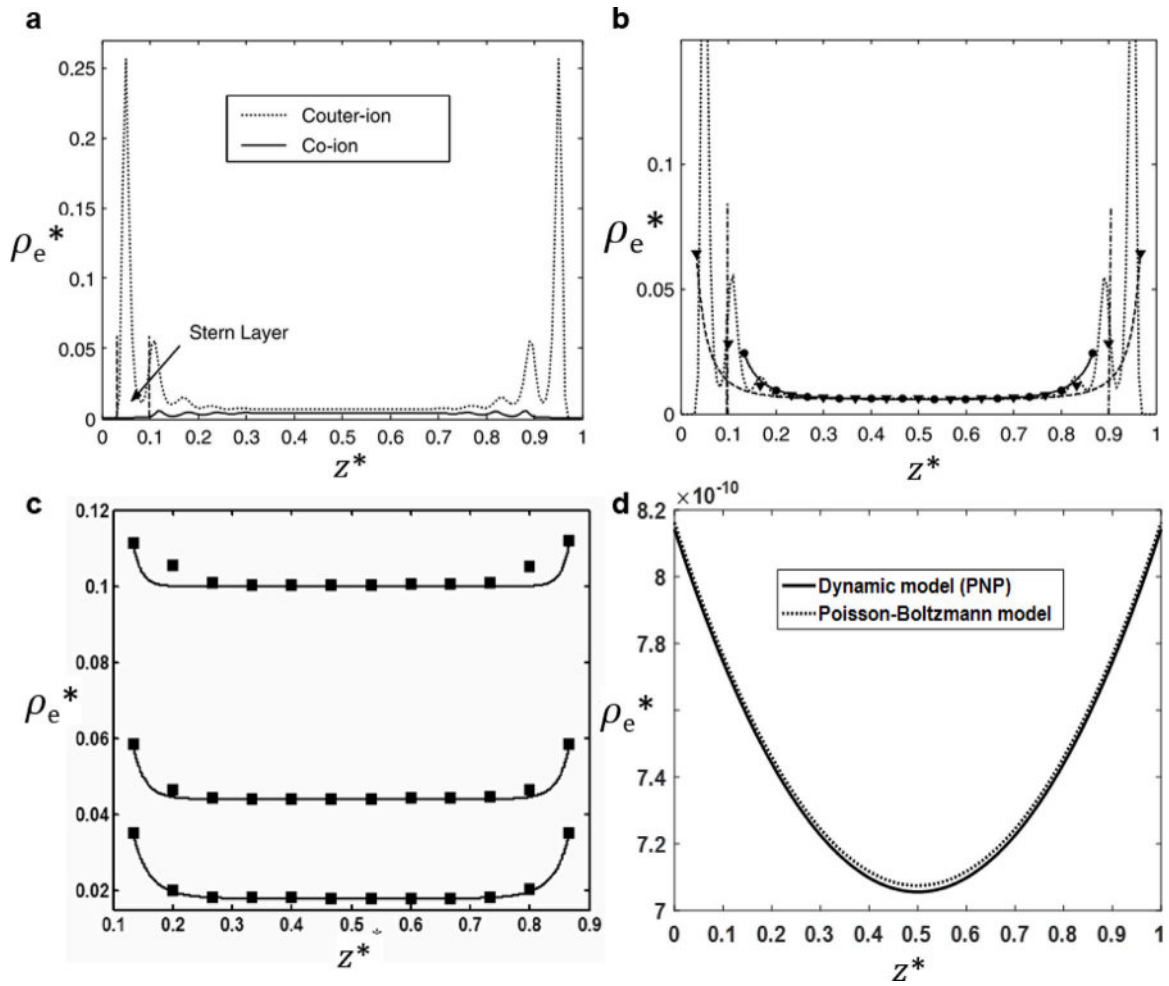 a
0.25
0.2
0.15
0.1
0.05
0
ρe*
Couter-ion
Co-ion
Stern Layer
0 0.1 0.2 0.3 0.4 0.5 0.6 0.7 0.8 0.9 1
z*
b
0.1
0.05
0
ρe*
0 0.1 0.2 0.3 0.4 0.5 0.6 0.7 0.8 0.9 1
z*
c
0.12
0.1
0.08
0.06
0.04
0.02
ρe*
0.1 0.2 0.3 0.4 0.5 0.6 0.7 0.8 0.9
z*
d
×10⁻¹⁰
8.2
8
7.8
7.6
7.4
7.2
7
ρe*
Dynamic model (PNP)
Poisson-Boltzmann model
0 0.1 0.2 0.3 0.4 0.5 0.6 0.7 0.8 0.9 1
z*